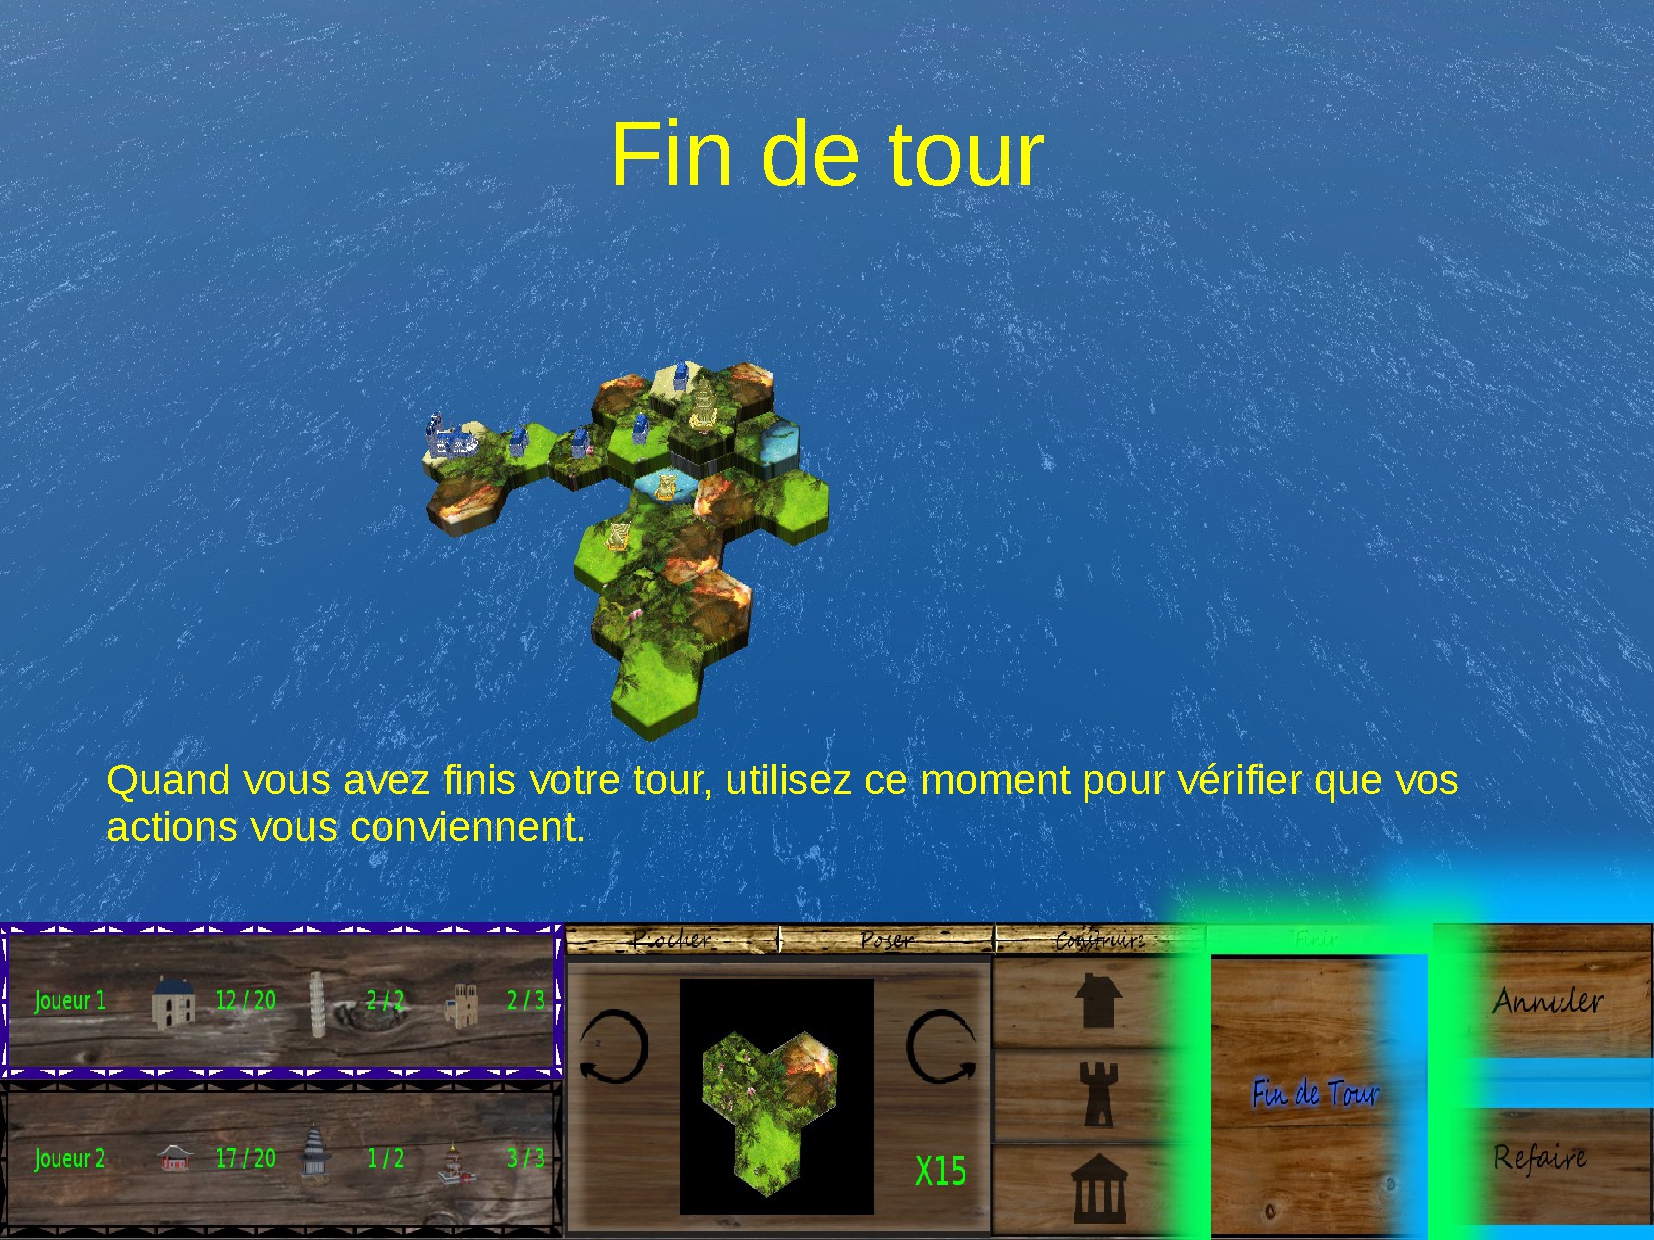 Fin de tour
Quand vous avez finis votre tour, utilisez ce moment pour vérifier que vos
actions vous conviennent.
Piocher Poser Construire Finir
Joueur 1 12 / 20 2 / 2 2 / 3
Annuler
Fin de Tour
Joueur 2 17 / 20 1 / 2 3 / 3
X15
Refaire